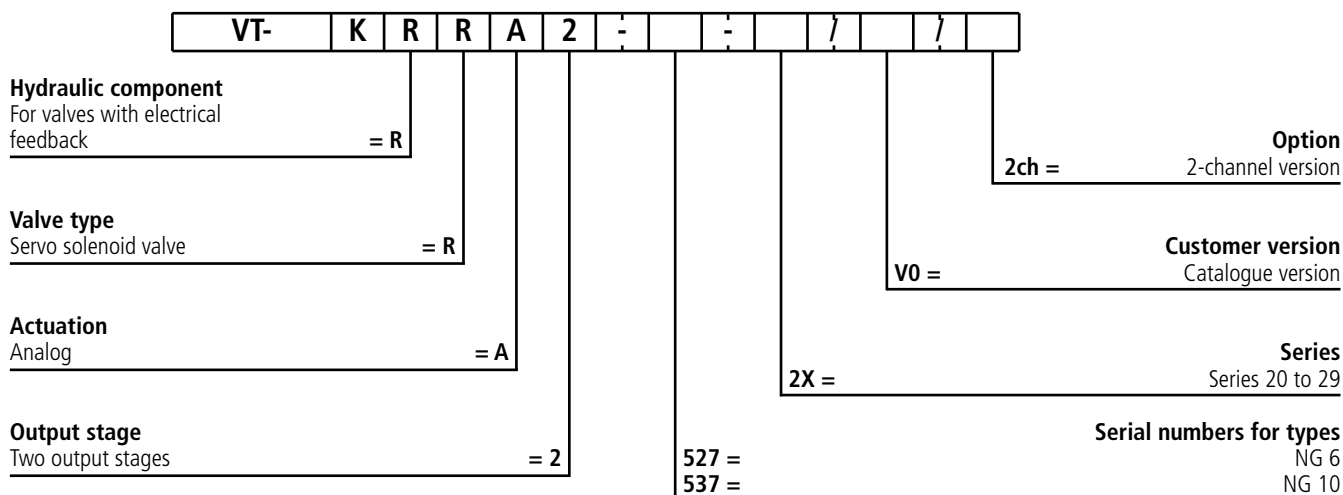 VT- K R R A 2 - - / /
Hydraulic component
For valves with electrical
feedback = R
Option
2ch = 2-channel version
Valve type
Servo solenoid valve = R
Customer version
V0 = Catalogue version
Actuation
Analog = A
Series
2X = Series 20 to 29
Output stage
Two output stages = 2
Serial numbers for types
527 = NG 6
537 = NG 10